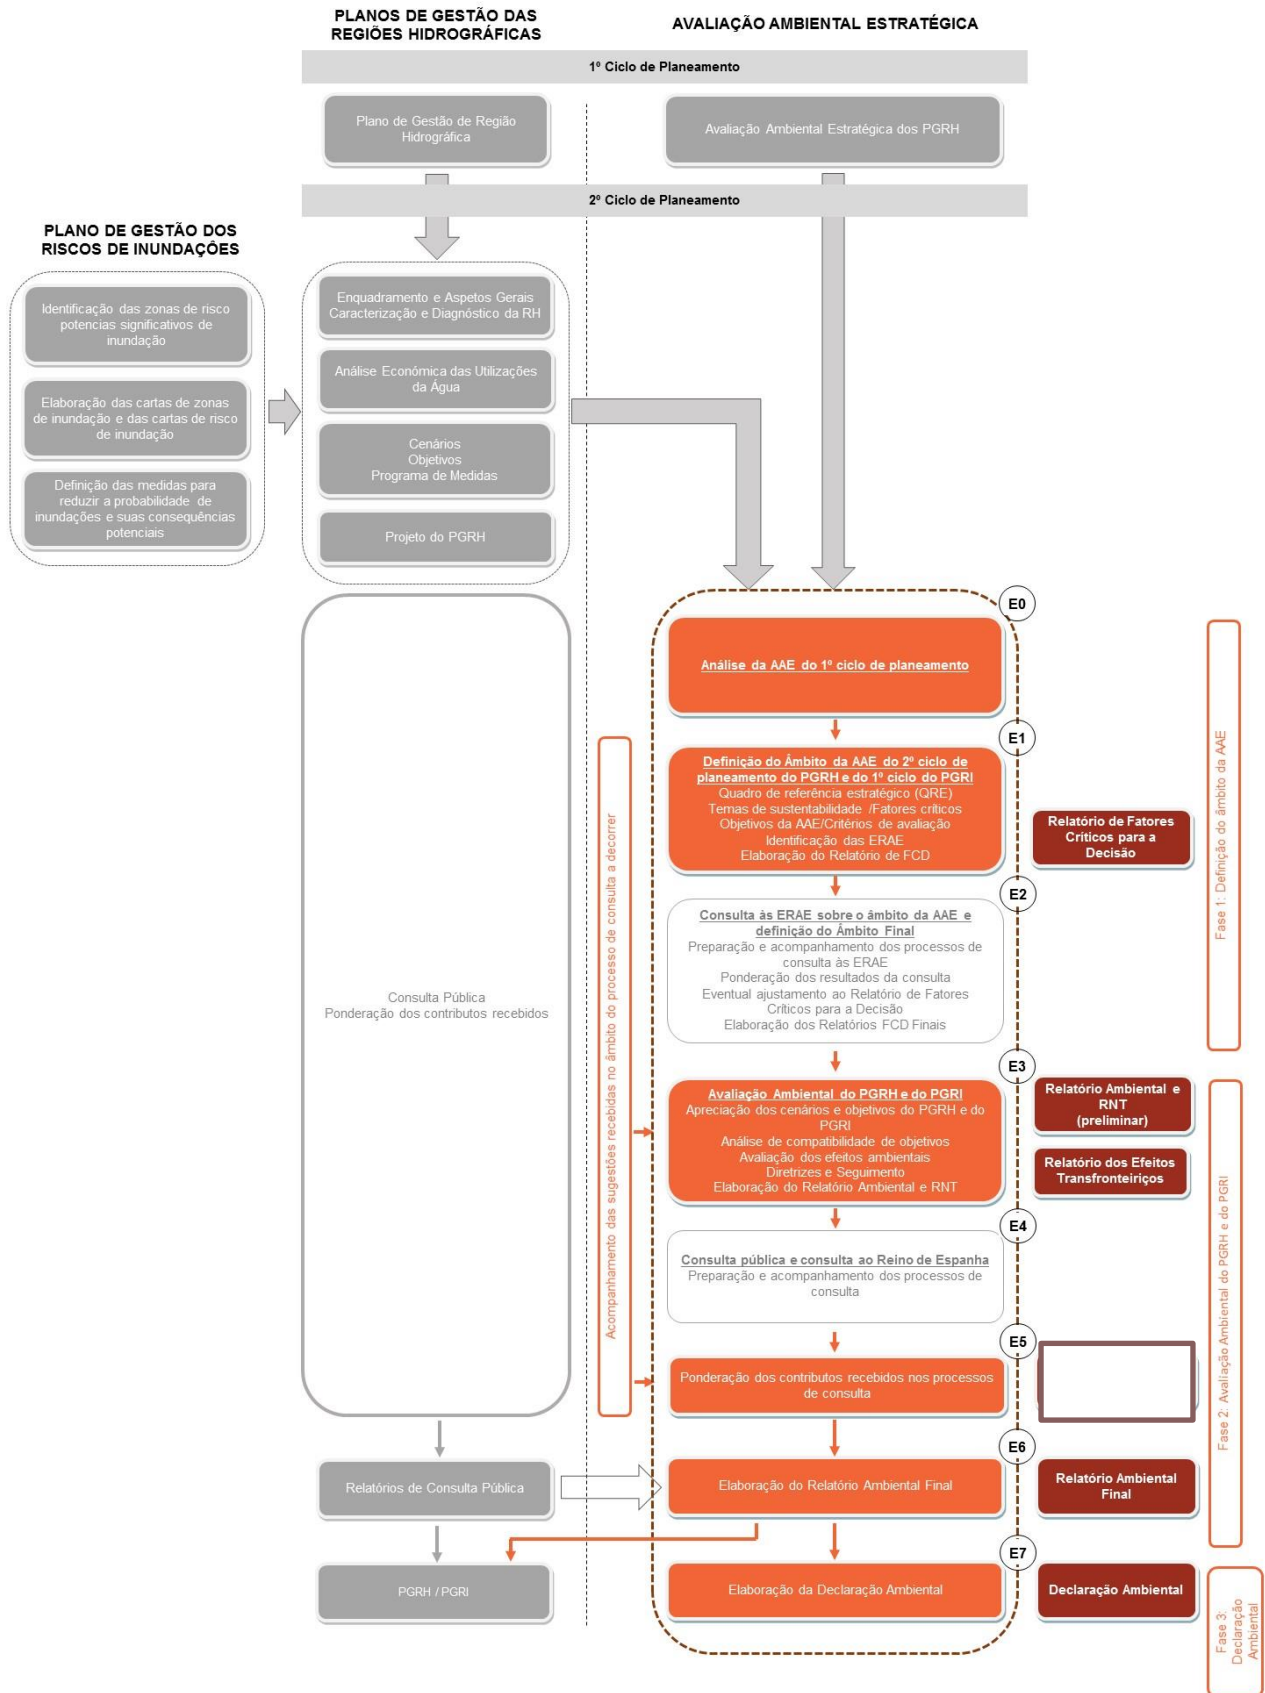 PLANOS DE GESTÃO DAS
REGIÕES HIDROGRÁFICAS
AVALIAÇÃO AMBIENTAL ESTRATÉGICA
1º Ciclo de Planeamento
Plano de Gestão de Região
Hidrográfica
Avaliação Ambiental Estratégica dos PGRH
2º Ciclo de Planeamento
PLANO DE GESTÃO DOS
RISCOS DE INUNDAÇÕES
Identificação das zonas de risco
potencias significativos de
inundação
Elaboração das cartas de zonas
de inundação e das cartas de risco
de inundação
Definição das medidas para
reduzir a probabilidade de
inundações e suas consequências
potenciais
Enquadramento e Aspetos Gerais
Caracterização e Diagnóstico da RH
Análise Económica das Utilizações
da Água
Cenários
Objetivos
Programa de Medidas
Projeto do PGRH
Consulta Pública
Ponderação dos contributos recebidos
Relatórios de Consulta Pública
PGRH / PGRI
Acompanhamento das sugestões recebidas no âmbito do processo de consulta a decorrer
E0
Análise da AAE do 1º ciclo de planeamento
E1
Definição do Âmbito da AAE do 2º ciclo de
planeamento do PGRH e do 1º ciclo do PGRI
Quadro de referência estratégico (QRE)
Temas de sustentabilidade /Fatores críticos
Objetivos da AAE/Critérios de avaliação
Identificação das ERAE
Elaboração do Relatório de FCD
Relatório de Fatores
Críticos para a
Decisão
E2
Consulta às ERAE sobre o âmbito da AAE e
definição do Âmbito Final
Preparação e acompanhamento dos processos de
consulta às ERAE
Ponderação dos resultados da consulta
Eventual ajustamento ao Relatório de Fatores
Críticos para a Decisão
Elaboração dos Relatórios FCD Finais
E3
Avaliação Ambiental do PGRH e do PGRI
Apreciação dos cenários e objetivos do PGRH e do
PGRI
Análise de compatibilidade de objetivos
Avaliação dos efeitos ambientais
Diretrizes e Seguimento
Elaboração do Relatório Ambiental e RNT
Relatório Ambiental e
RNT
(preliminar)
Relatório dos Efeitos
Transfronteiriços
E4
Consulta pública e consulta ao Reino de Espanha
Preparação e acompanhamento dos processos de
consulta
E5
Ponderação dos contributos recebidos nos processos
de consulta
E6
Elaboração do Relatório Ambiental Final
Relatório Ambiental
Final
E7
Elaboração da Declaração Ambiental
Declaração Ambiental
Fase 1: Definição do âmbito da AAE
Fase 2: Avaliação Ambiental do PGRH e do PGRI
Fase 3:
Declaração
Ambiental